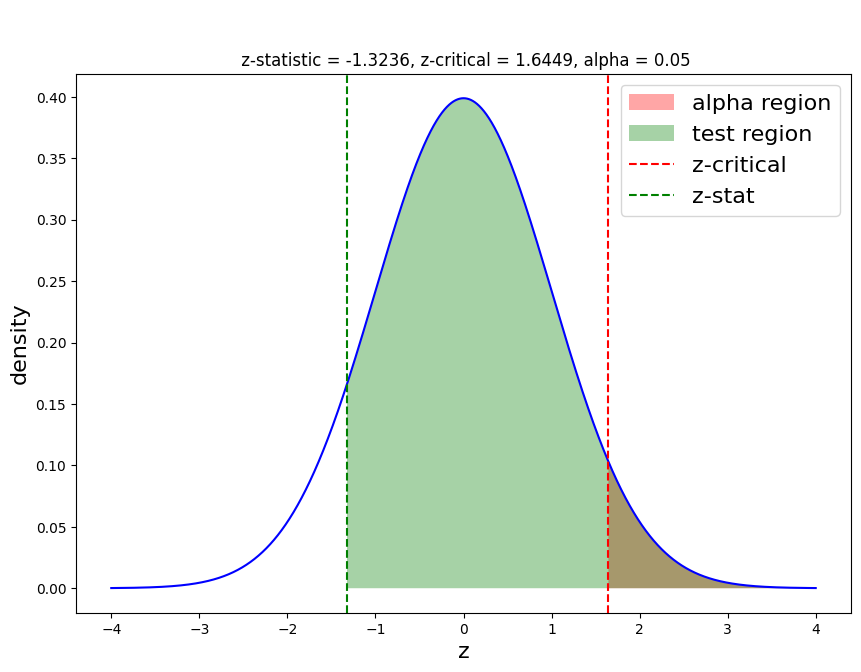 z-statistic = -1.3236, z-critical = 1.6449, alpha = 0.05
alpha region
test region
z-critical
z-stat
density
0.40
0.35
0.30
0.25
0.20
0.15
0.10
0.05
0.00
−4 −3 −2 −1 0 1 2 3 4
z